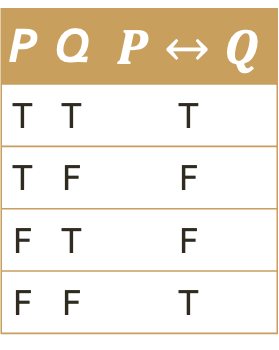 P Q P ↔ Q
T T T
T F F
F T F
F F T